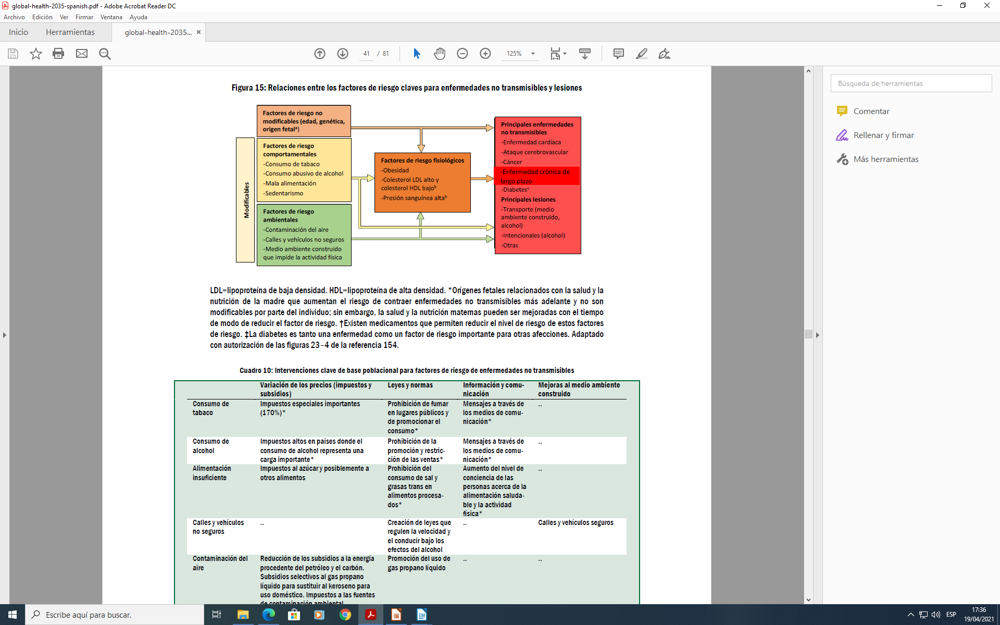 global-health-2035-spanish.pdf - Adobe Acrobat Reader DC
Archivo Edición Ver Firmar Ventana Ayuda
Inicio Herramientas global-health-2035... ×
41 / 81 125%
Búsqueda de herramientas
Comentar
Rellenar y firmar
Más herramientas
Figura 15: Relaciones entre los factores de riesgo claves para enfermedades no transmisibles y lesiones
Factores de riesgo no
modificables (edad, genética,
origen fetalª)
Modificables
Factores de riesgo
comportamentales
-Consumo de tabaco
-Consumo abusivo de alcohol
-Mala alimentación
-Sedentarismo
Factores de riesgo
ambientales
-Contaminación del aire
-Calles y vehículos no seguros
-Medio ambiente construido
que impide la actividad física
Factores de riesgo fisiológicos
-Obesidad
-Colesterol LDL alto y
colesterol HDL bajoᵇ
-Presión sanguínea altaᵇ
Principales enfermedades
no transmisibles
-Enfermedad cardíaca
-Ataque cerebrovascular
-Cáncer
-Enfermedad crónica de
largo plazo
-Diabetesᶜ
Principales lesiones
-Transporte (medio
ambiente construido,
alcohol)
-Intencionales (alcohol)
-Otras
LDL=lipoproteína de baja densidad. HDL=lipoproteína de alta densidad. *Orígenes fetales relacionados con la salud y la
nutrición de la madre que aumentan el riesgo de contraer enfermedades no transmisibles más adelante y no son
modificables por parte del individuo; sin embargo, la salud y la nutrición maternas pueden ser mejoradas con el tiempo
de modo de reducir el factor de riesgo. †Existen medicamentos que permiten reducir el nivel de riesgo de estos factores
de riesgo. ‡La diabetes es tanto una enfermedad como un factor de riesgo importante para otras afecciones. Adaptado
con autorización de las figuras 23–4 de la referencia 154.
Cuadro 10: Intervenciones clave de base poblacional para factores de riesgo de enfermedades no transmisibles
Variación de los precios (impuestos y
subsidios)
Leyes y normas
Información y comu-
nicación
Mejoras al medio ambiente
construido
Consumo de
tabaco
Impuestos especiales importantes
(170%)*
Prohibición de fumar
en lugares públicos y
de promocionar el
consumo*
Mensajes a través de
los medios de comu-
nicación*
..
Consumo de
alcohol
Impuestos altos en países donde el
consumo de alcohol representa una
carga importante*
Prohibición de la
promoción y restric-
ción de las ventas*
Mensajes a través de
los medios de comu-
nicación*
..
Alimentación
insuficiente
Impuestos al azúcar y posiblemente a
otros alimentos
Prohibición del
consumo de sal y
grasas trans en
alimentos procesa-
dos*
Aumento del nivel de
conciencia de las
personas acerca de la
alimentación saluda-
ble y la actividad
física*
..
Calles y vehículos
no seguros
..
Creación de leyes que
regulen la velocidad y
el conducir bajo los
efectos del alcohol
..
Calles y vehículos seguros
Contaminación del
aire
Reducción de los subsidios a la energía
procedente del petróleo y el carbón.
Subsidios selectivos al gas propano
líquido para sustituir al keroseno para
uso doméstico. Impuestos a las fuentes
de contaminación ambiental
Promoción del uso de
gas propano líquido
..
..
Escribe aquí para buscar.
ESP
17:36
19/04/2021